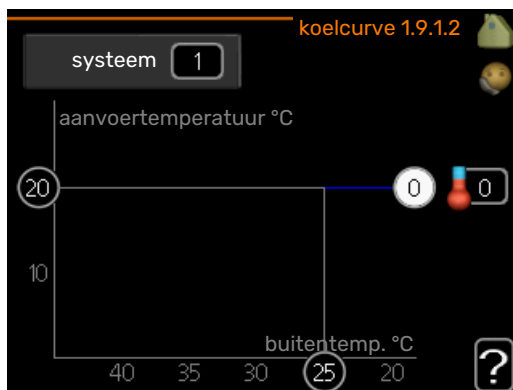 koelcurve 1.9.1.2
systeem 1
aanvoertemperatuur °C
20 0 0
10
buitentemp. °C
40 35 30 25 20
?